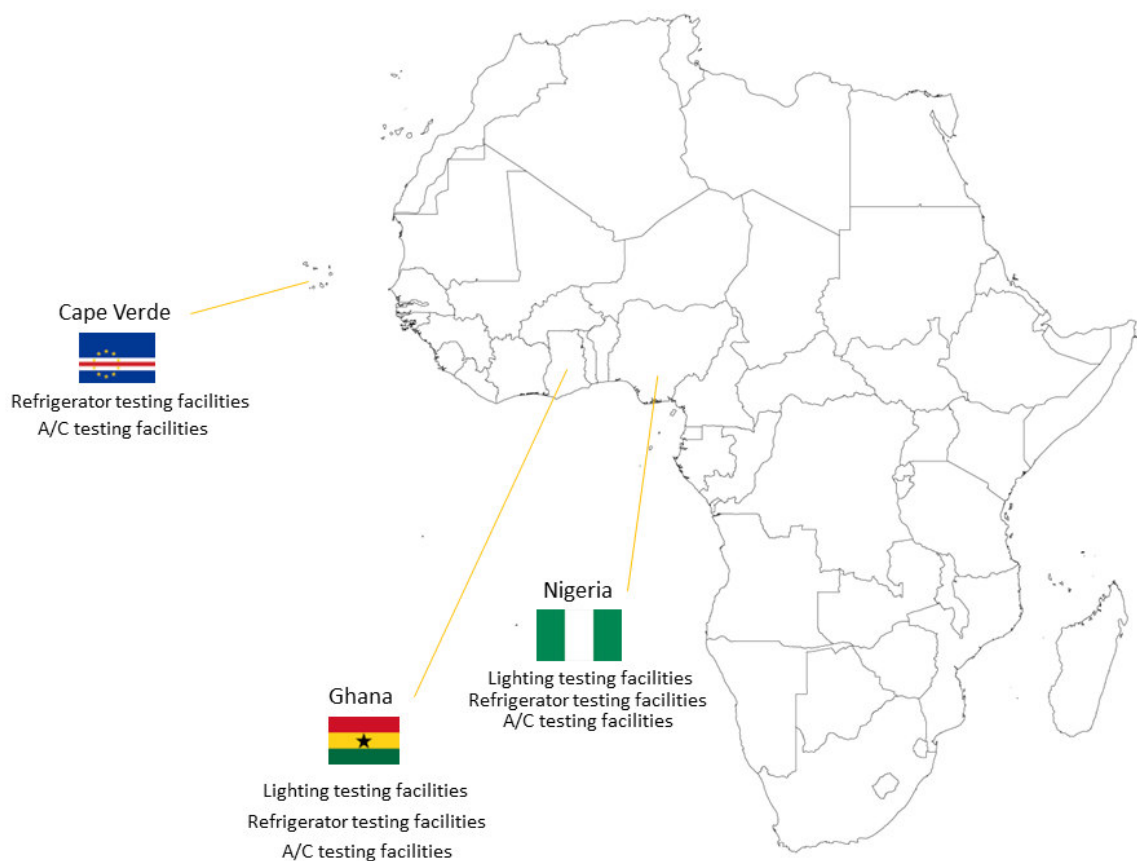 Cape Verde
Refrigerator testing facilities
A/C testing facilities
Nigeria
Lighting testing facilities
Refrigerator testing facilities
A/C testing facilities
Ghana
Lighting testing facilities
Refrigerator testing facilities
A/C testing facilities